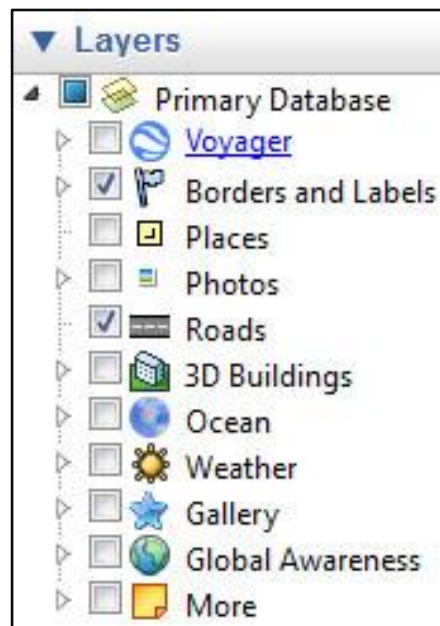 Layers
Primary Database
Voyager
Borders and Labels
Places
Photos
Roads
3D Buildings
Ocean
Weather
Gallery
Global Awareness
More